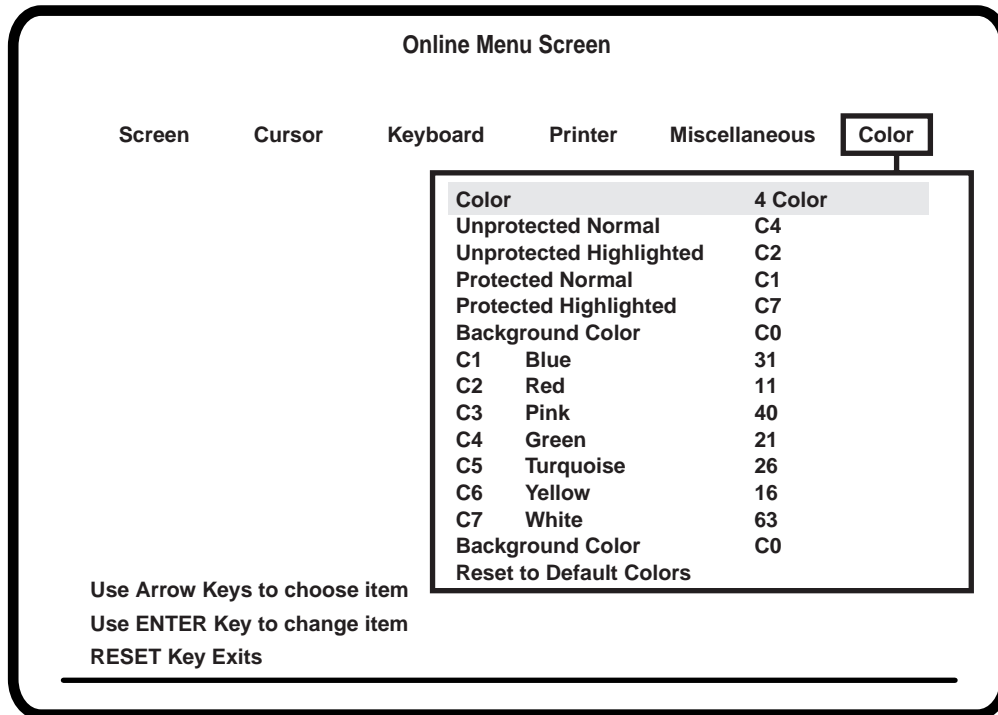 Online Menu Screen
Screen Cursor Keyboard Printer Miscellaneous Color
Color 4 Color
Unprotected Normal C4
Unprotected Highlighted C2
Protected Normal C1
Protected Highlighted C7
Background Color C0
C1 Blue 31
C2 Red 11
C3 Pink 40
C4 Green 21
C5 Turquoise 26
C6 Yellow 16
C7 White 63
Background Color C0
Reset to Default Colors
Use Arrow Keys to choose item
Use ENTER Key to change item
RESET Key Exits